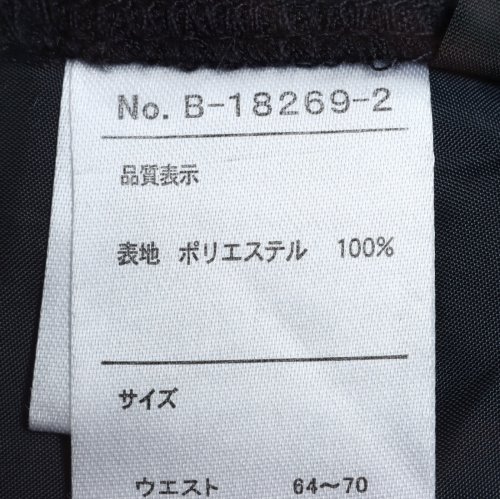 No. B-18269-2
品質表示
表地 ポリエステル 100%
サイズ
ウエスト 64〜70